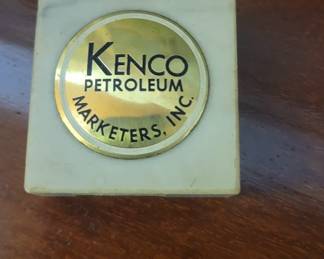 KENCO
PETROLEUM
MARKETERS, INC.